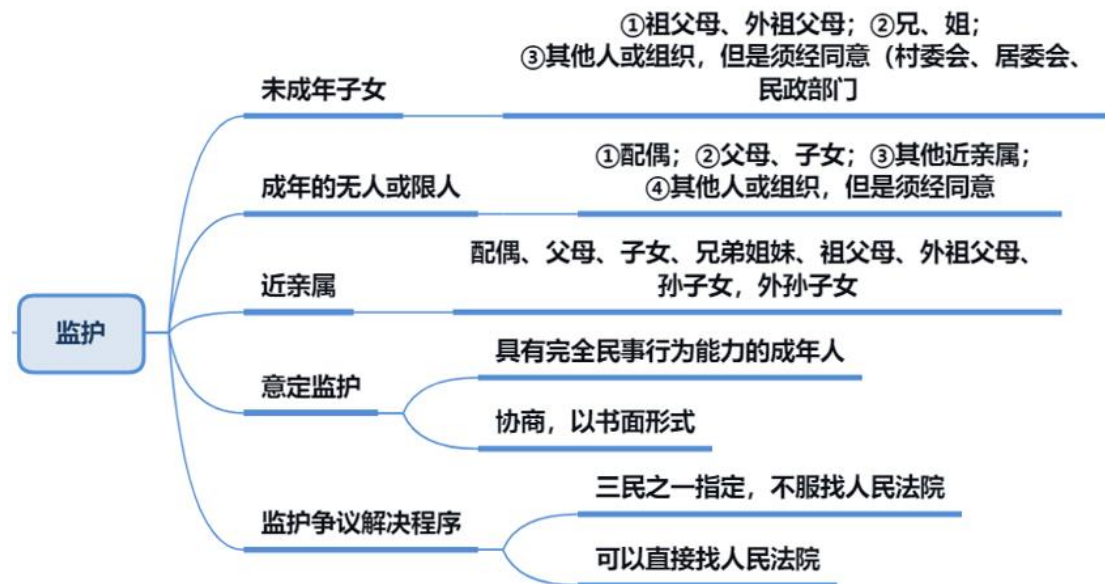 ①祖父母、外祖父母；②兄、姐；
③其他人或组织，但是须经同意（村委会、居委会、
民政部门
未成年子女
①配偶；②父母、子女；③其他近亲属；
④其他人或组织，但是须经同意
成年的无人或限人
配偶、父母、子女、兄弟姐妹、祖父母、外祖父母、
孙子女，外孙子女
近亲属
监护
具有完全民事行为能力的成年人
意定监护
协商，以书面形式
三民之一指定，不服找人民法院
监护争议解决程序
可以直接找人民法院